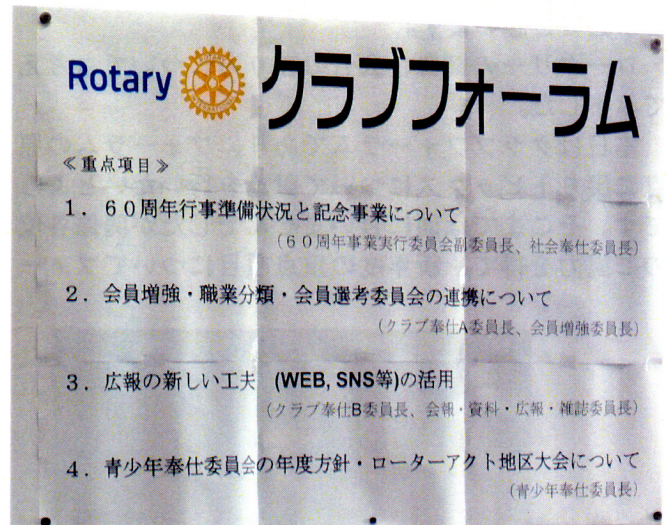 Rotary
ROTARY INTERNATIONAL
クラブフォーラム
≪重点項目≫
1．60周年行事準備状況と記念事業について
（60周年事業実行委員会副委員長、社会奉仕委員長）
2．会員増強・職業分類・会員選考委員会の連携について
（クラブ奉仕A委員長、会員増強委員長）
3．広報の新しい工夫　(WEB, SNS等)の活用
（クラブ奉仕B委員長、会報・資料・広報・雑誌委員長）
4．青少年奉仕委員会の年度方針・ローターアクト地区大会について
（青少年奉仕委員長）